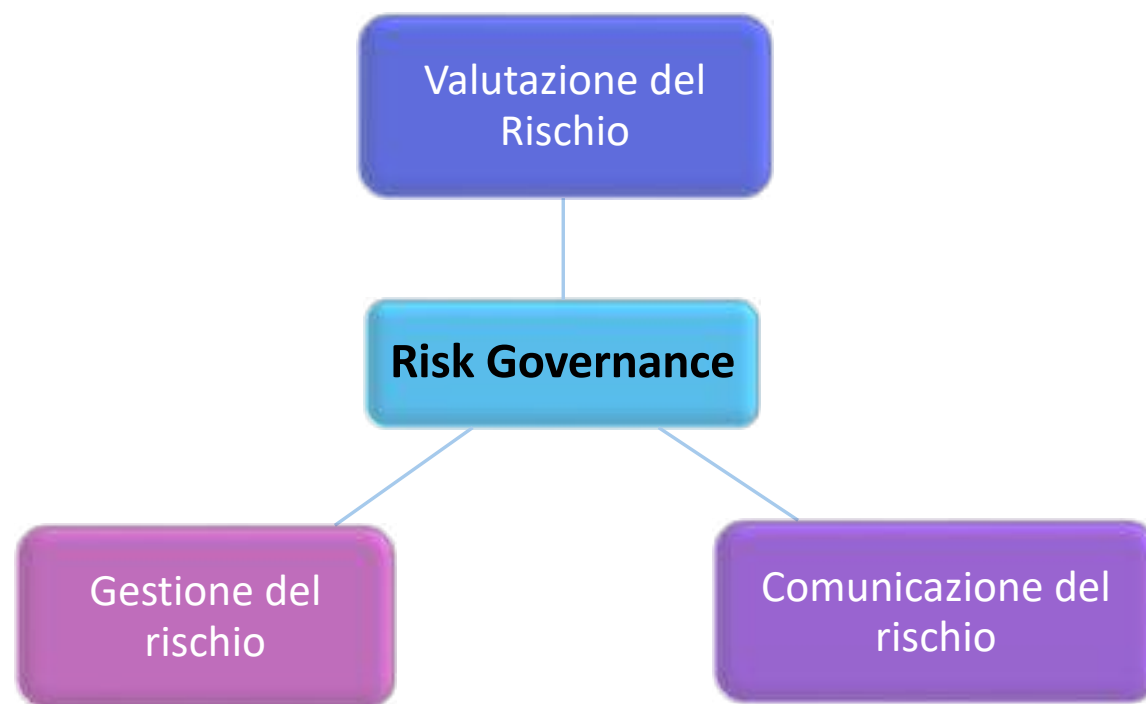 Valutazione del
Rischio
Risk Governance
Gestione del
rischio
Comunicazione del
rischio